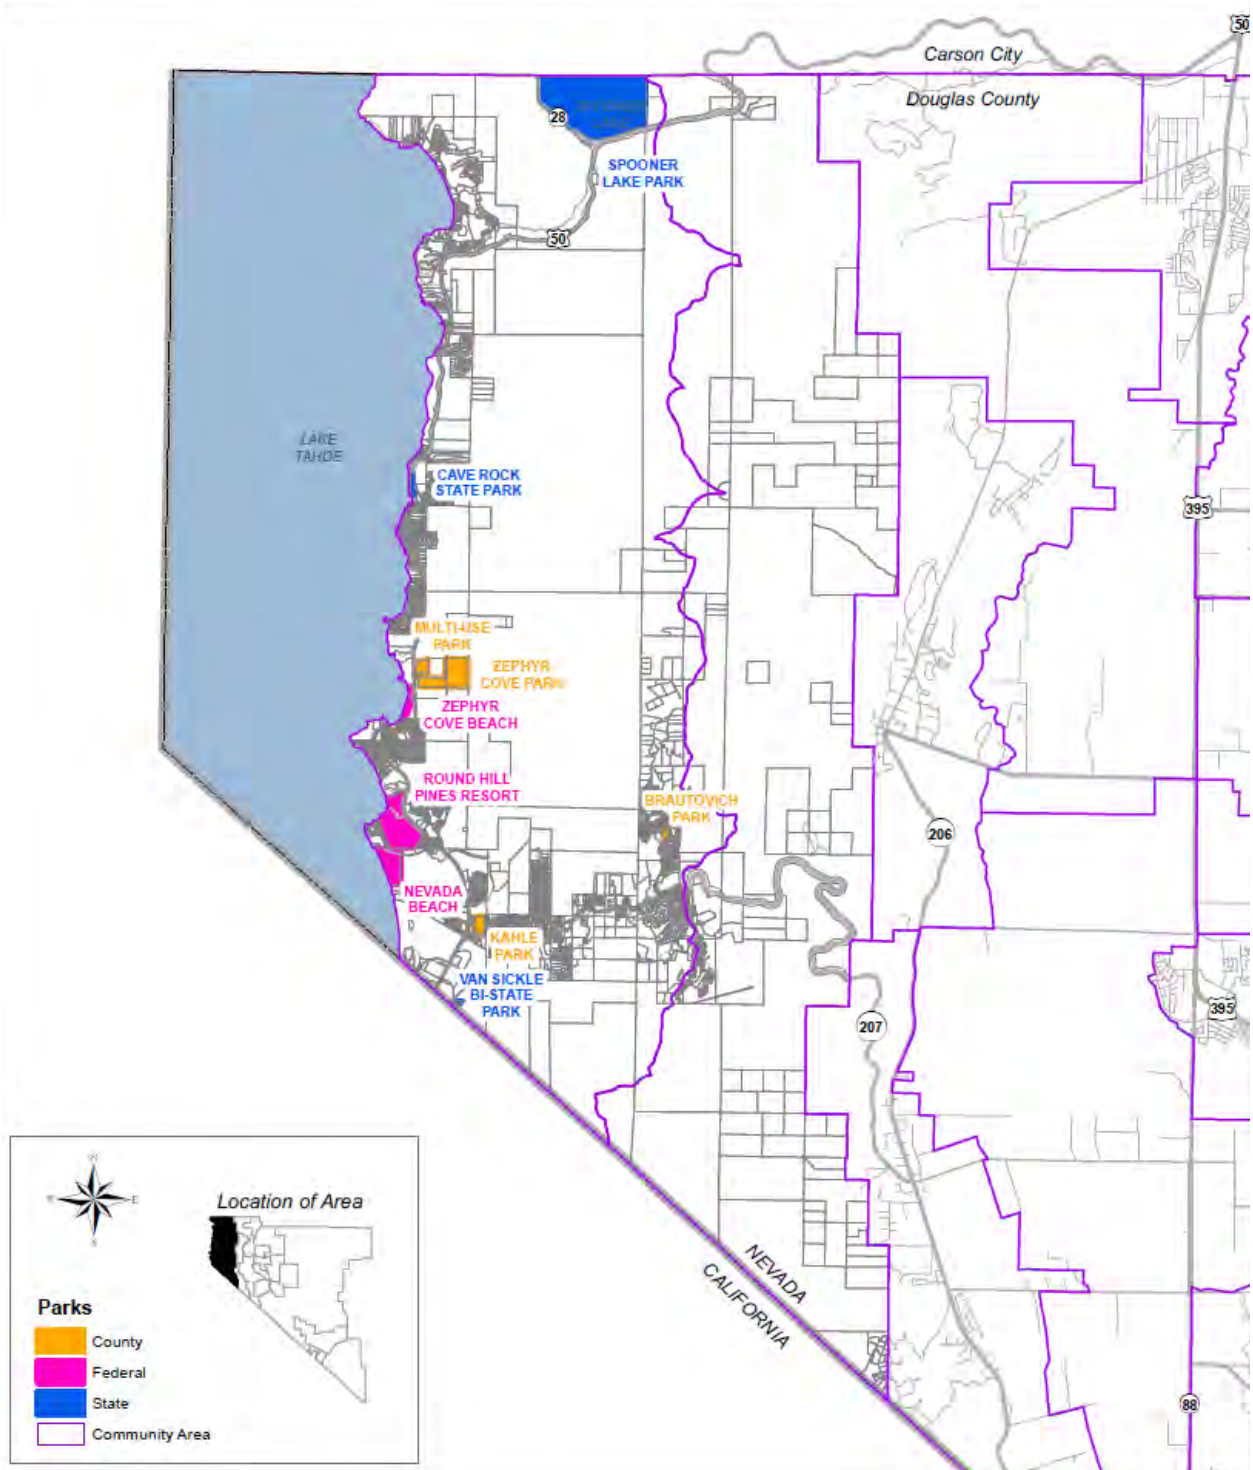 50
Carson City
Douglas County
28
SPOONER
LAKE PARK
50
LAKE
TAHOE
CAVE ROCK
STATE PARK
395
MULTI-USE
PARK
ZEPHYR
COVE PARK
ZEPHYR
COVE BEACH
ROUND HILL
PINES RESORT
BRAUTOVICH
PARK
206
NEVADA
BEACH
KAHLE
PARK
VAN SICKLE
BI-STATE
PARK
395
207
NEVADA
CALIFORNIA
88
N
E
S
Location of Area
Parks
County
Federal
State
Community Area